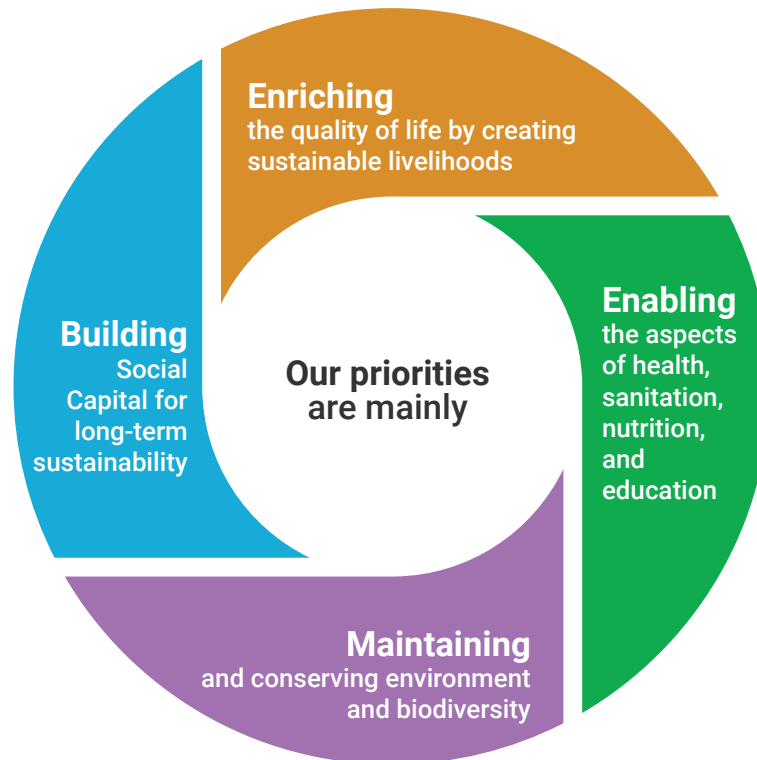 Enriching
the quality of life by creating
sustainable livelihoods
Enabling
the aspects
of health,
sanitation,
nutrition,
and
education
Building
Social
Capital for
long-term
sustainability
Our priorities
are mainly
Maintaining
and conserving environment
and biodiversity